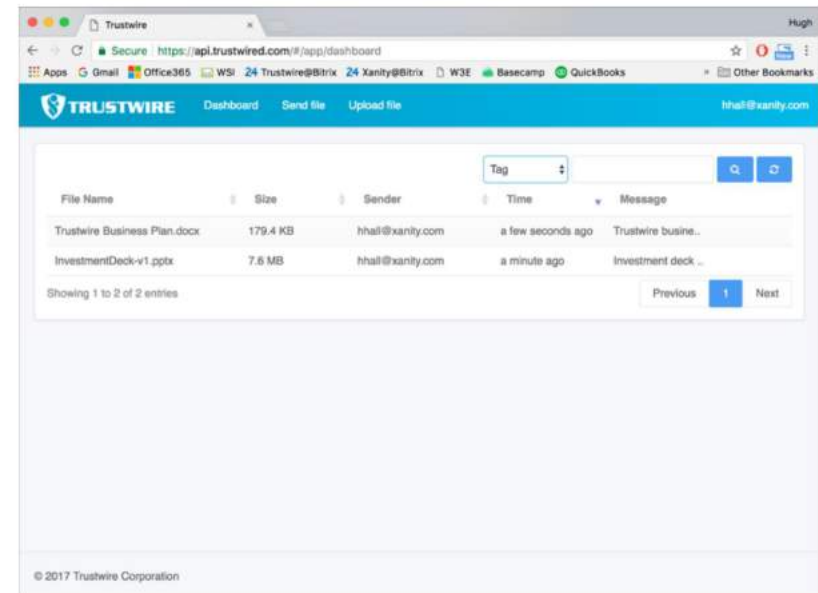 Trustwire
Hugh
Secure https://api.trustwired.com/#/app/dashboard
Apps Gmail Office365 WSI 24 Trustwire@Bitrix 24 Xanity@Bitrix W3E Basecamp QuickBooks » Other Bookmarks
TRUSTWIRE Dashboard Send file Upload file hhall@xanity.com
Tag
File Name Size Sender Time Message
Trustwire Business Plan.docx 179.4 KB hhall@xanity.com a few seconds ago Trustwire busine..
InvestmentDeck-v1.pptx 7.6 MB hhall@xanity.com a minute ago Investment deck ..
Showing 1 to 2 of 2 entries Previous 1 Next
© 2017 Trustwire Corporation